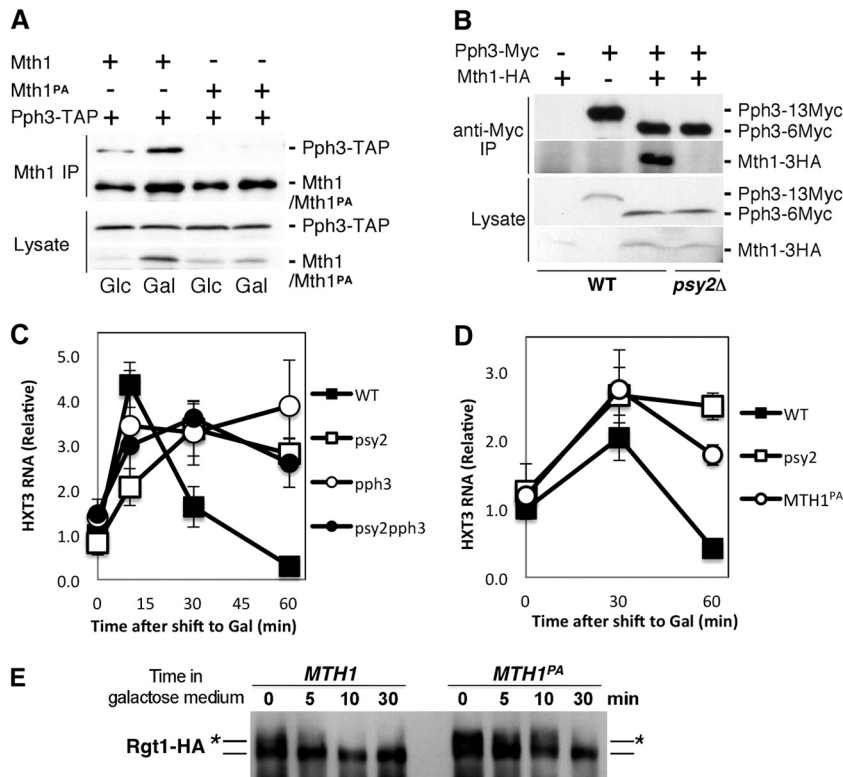 A
Mth1 + + - -
Mth1PA - - + +
Pph3-TAP + + + +
Mth1 IP
- Pph3-TAP
- Mth1
/Mth1PA
Lysate
- Pph3-TAP
- Mth1
/Mth1PA
Glc Gal Glc Gal
B
Pph3-Myc - + + +
Mth1-HA + - + +
anti-Myc
IP
- Pph3-13Myc
- Pph3-6Myc
- Mth1-3HA
Lysate
- Pph3-13Myc
- Pph3-6Myc
- Mth1-3HA
WT psy2Δ
C
HXT3 RNA (Relative)
5.0
4.0
3.0
2.0
1.0
0.0
0 15 30 45 60
Time after shift to Gal (min)
WT
psy2
pph3
psy2pph3
D
HXT3 RNA (Relative)
3.0
2.0
1.0
0.0
0 30 60
Time after shift to Gal (min)
WT
psy2
MTH1PA
E
Time in
galactose medium
MTH1 MTH1PA
0 5 10 30 0 5 10 30 min
Rgt1-HA * *